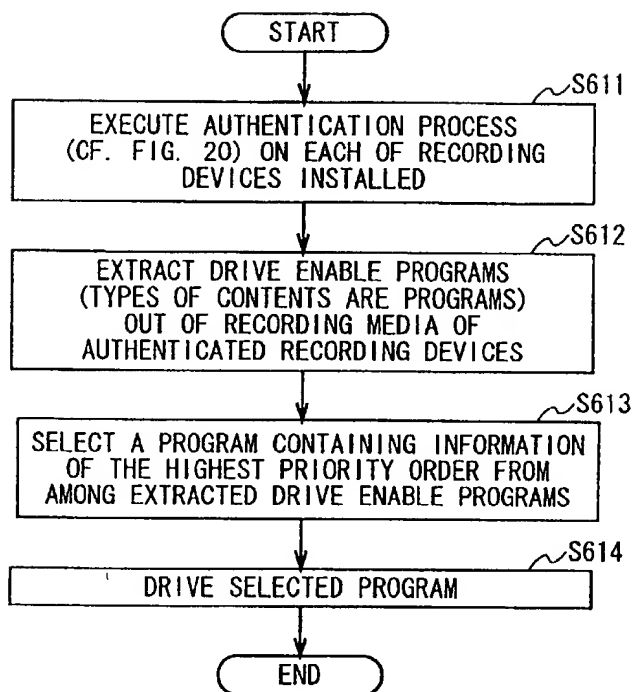 START
S611
EXECUTE AUTHENTICATION PROCESS
(CF. FIG. 20) ON EACH OF RECORDING
DEVICES INSTALLED
S612
EXTRACT DRIVE ENABLE PROGRAMS
(TYPES OF CONTENTS ARE PROGRAMS)
OUT OF RECORDING MEDIA OF
AUTHENTICATED RECORDING DEVICES
S613
SELECT A PROGRAM CONTAINING INFORMATION
OF THE HIGHEST PRIORITY ORDER FROM
AMONG EXTRACTED DRIVE ENABLE PROGRAMS
S614
DRIVE SELECTED PROGRAM
END